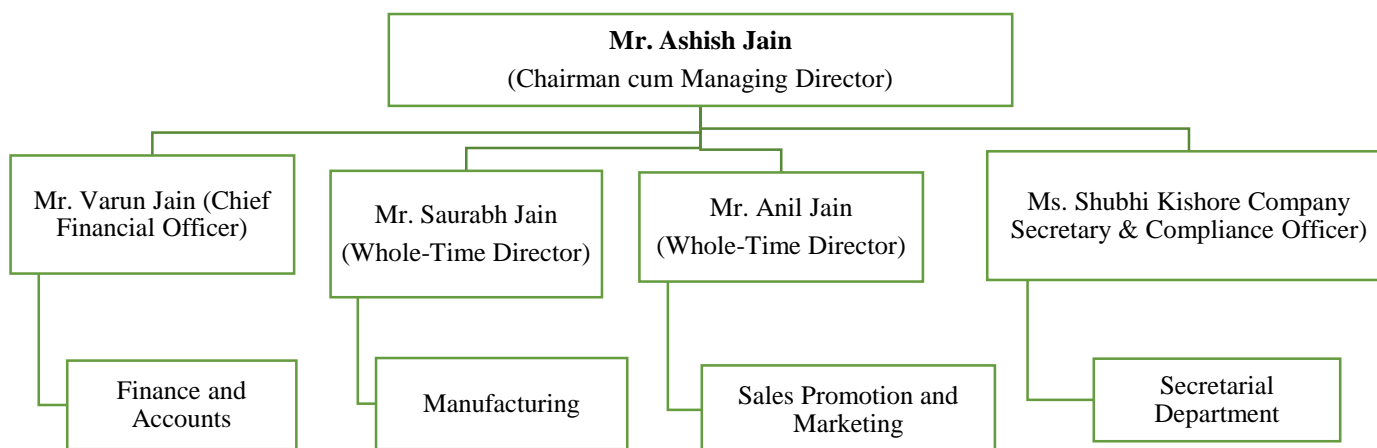 Mr. Ashish Jain
(Chairman cum Managing Director)
Mr. Varun Jain (Chief
Financial Officer)
Mr. Saurabh Jain
(Whole-Time Director)
Mr. Anil Jain
(Whole-Time Director)
Ms. Shubhi Kishore Company
Secretary & Compliance Officer)
Finance and
Accounts
Manufacturing
Sales Promotion and
Marketing
Secretarial
Department